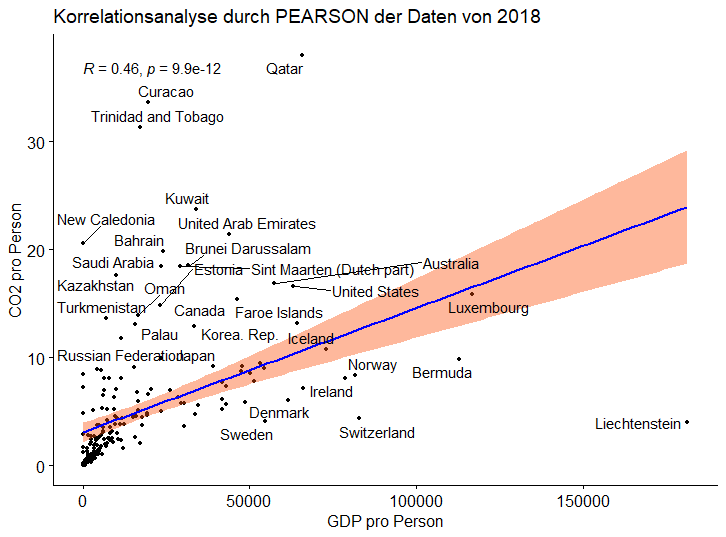 Korrelationsanalyse durch PEARSON der Daten von 2018
R = 0.46, p = 9.9e-12
Qatar
Curacao
Trinidad and Tobago
30
Kuwait
New Caledonia
United Arab Emirates
Bahrain
Brunei Darussalam
20
Saudi Arabia
Estonia
Sint Maarten (Dutch part)
Australia
Kazakhstan
Oman
United States
Turkmenistan
Canada
Faroe Islands
Luxembourg
Palau
Korea. Rep.
Iceland
10
Russian Federation
Japan
Norway
Bermuda
Ireland
Denmark
Sweden
Switzerland
Liechtenstein
0
CO2 pro Person
0
50000
100000
150000
GDP pro Person